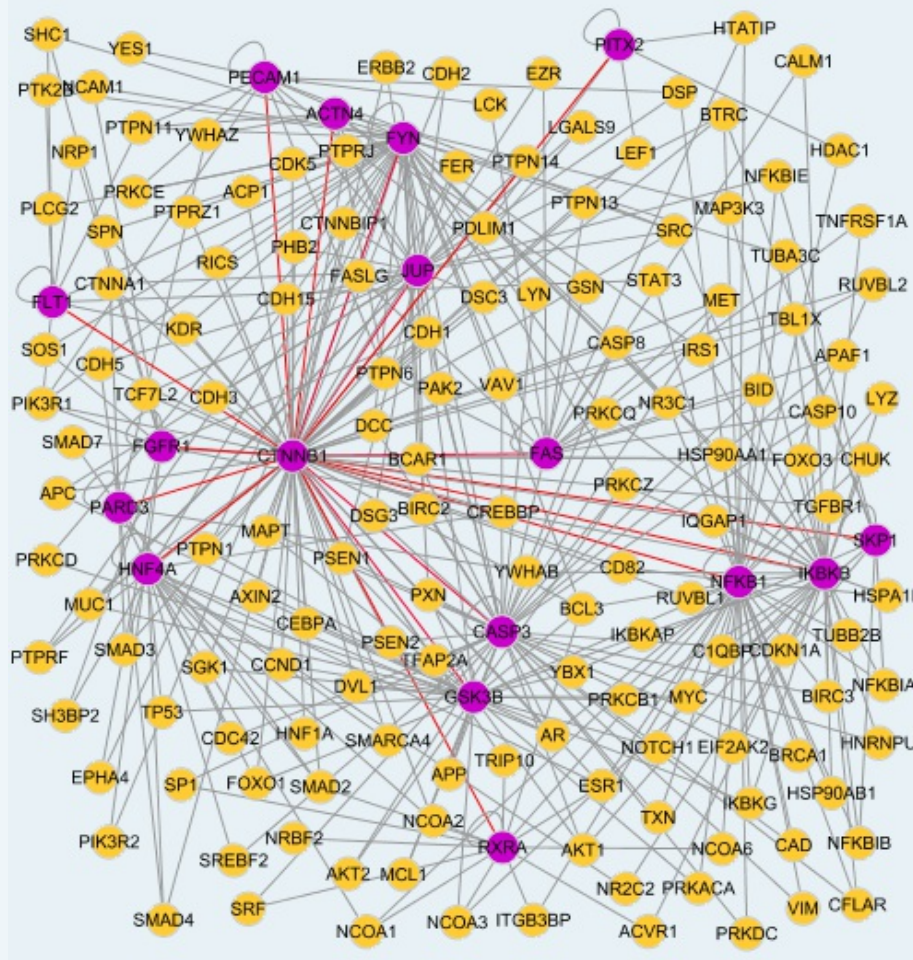 SHC1
YES1
PECAM1
ERBB2
CDH2
EZR
PITX2
HTATIP
CALM1
PTK2B
NCAM1
ACTN4
LCK
DSP
BTRC
PTPN11
YWHAZ
FYN
LGALS9
HDAC1
NRP1
CDK5
PTPRJ
FER
PTPN14
LEF1
NFKBIE
PRKCE
ACP1
PLCG2
PTPRZ1
PTPN13
MAP3K3
TNFRSF1A
SPN
CTNNBIP1
PDLIM1
SRC
PHB2
TUBA3C
RICS
FASLG
JUP
STAT3
RUVBL2
CTNNA1
FLT1
CDH15
DSC3
LYN
GSN
MET
TBL1X
SOS1
KDR
CDH1
CASP8
IRS1
APAF1
CDH5
PTPN6
PIK3R1
TCF7L2
CDH3
PAK2
VAV1
NR3C1
BID
LYZ
PRKCQ
CASP10
SMAD7
FGFR1
DCC
CTNNB1
BCAR1
FAS
HSP90AA1
FOXO3
CHUK
APC
PARD3
PRKCZ
DSG3
BIRC2
CREBBP
TGFBR1
IQGAP1
MAPT
SKP1
PRKCD
PTPN1
PSEN1
HNF4A
YWHAB
CD82
NFKB1
IKBKB
MUC1
AXIN2
PXN
RUVBL1
BCL3
CEBPA
CASP3
IKBKAP
TUBB2B
PTPRF
SMAD3
PSEN2
C1QBP
CDKN1A
SGK1
CCND1
TFAP2A
YBX1
DVL1
GSK3B
PRKCB1
MYC
BIRC3
NFKBIA
SH3BP2
TP53
CDC42
HNF1A
SMARCA4
AR
NOTCH1
EIF2AK2
BRCA1
HNRNPU
EPHA4
SP1
FOXO1
SMAD2
APP
TRIP10
ESR1
HSP90AB1
IKBKG
TXN
PIK3R2
NRBF2
NCOA2
SREBF2
RXRA
AKT1
NCOA6
CAD
NFKBIB
AKT2
MCL1
NR2C2
PRKACA
SMAD4
SRF
NCOA1
NCOA3
ITGB3BP
ACVR1
PRKDC
VIM
CFLAR